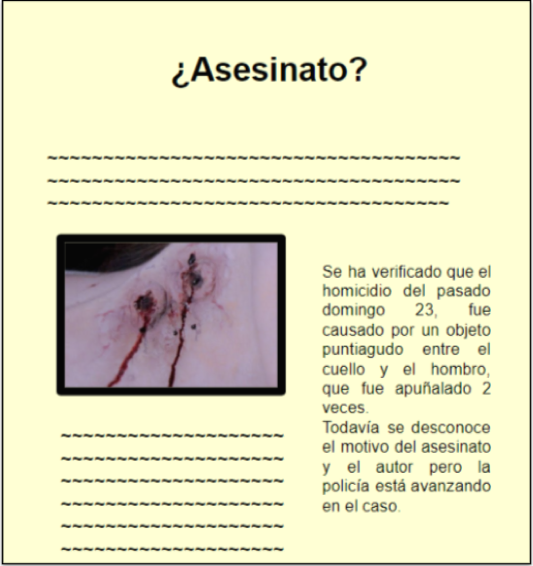 ¿Asesinato?
~~~~~~~~~~~~~~~~~~~~~~~~~~~~~~~~~~~~~
~~~~~~~~~~~~~~~~~~~~~~~~~~~~~~~~~~~~~
~~~~~~~~~~~~~~~~~~~~~~~~~~~~~~~~~~~~
Se ha verificado que el
homicidio del pasado
domingo 23, fue
causado por un objeto
puntiagudo entre el
cuello y el hombro,
que fue apuñalado 2
veces.
Todavía se desconoce
el motivo del asesinato
y el autor pero la
policía está avanzando
en el caso.
~~~~~~~~~~~~~~~~~~~~
~~~~~~~~~~~~~~~~~~~~
~~~~~~~~~~~~~~~~~~~~
~~~~~~~~~~~~~~~~~~~~
~~~~~~~~~~~~~~~~~~~~
~~~~~~~~~~~~~~~~~~~~